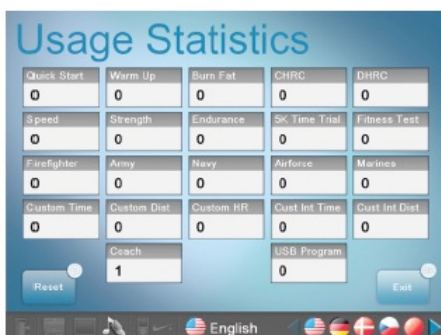 Usage Statistics
Quick Start Warm Up Burn Fat CHRC DHRC
0 0 0 0 0
Speed Strength Endurance 5K Time Trial Fitness Test
0 0 0 0 0
Firefighter Army Navy Airforce Marines
0 0 0 0 0
Custom Time Custom Dist Custom HR Cust Int Time Cust Int Dist
0 0 0 0 0
Coach USB Program
1 0
Reset Exit
English